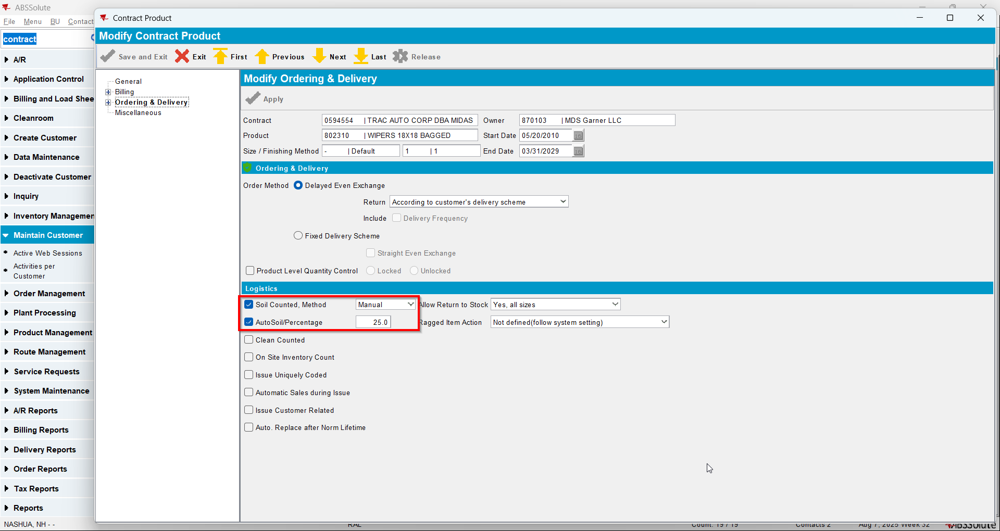 ABSSolute
File Menu BU Contact
contract
A/R
Application Control
Billing and Load Shee
Cleanroom
Create Customer
Data Maintenance
Deactivate Customer
Inquiry
Inventory Managemen
Maintain Customer
Active Web Sessions
Activities per
Customer
Order Management
Plant Processing
Product Management
Route Management
Service Requests
System Maintenance
A/R Reports
Billing Reports
Delivery Reports
Order Reports
Tax Reports
Reports
Contract Product
Modify Contract Product
Save and Exit Exit First Previous Next Last Release
General
Billing
Ordering & Delivery
Miscellaneous
Modify Ordering & Delivery
Apply
Contract 0594554 | TRAC AUTO CORP DBA MIDAS Owner 870103 | MDS Garner LLC
Product 802310 | WIPERS 18X18 BAGGED Start Date 05/20/2010 16
Size / Finishing Method - | Default 1 | 1 End Date 03/31/2029 16
Ordering & Delivery
Order Method Delayed Even Exchange
Return According to customer's delivery scheme
Include Delivery Frequency
Fixed Delivery Scheme
Straight Even Exchange
Product Level Quantity Control Locked Unlocked
Logistics
Soil Counted, Method Manual Allow Return to Stock Yes, all sizes
AutoSoil/Percentage 25.0 Ragged Item Action Not defined(follow system setting)
Clean Counted
On Site Inventory Count
Issue Uniquely Coded
Automatic Sales during Issue
Issue Customer Related
Auto. Replace after Norm Lifetime
NASHUA, NH - - RAL Count: 19 / 19 Contacts 2 Aug 7, 2025 Week 32 ABSSolute